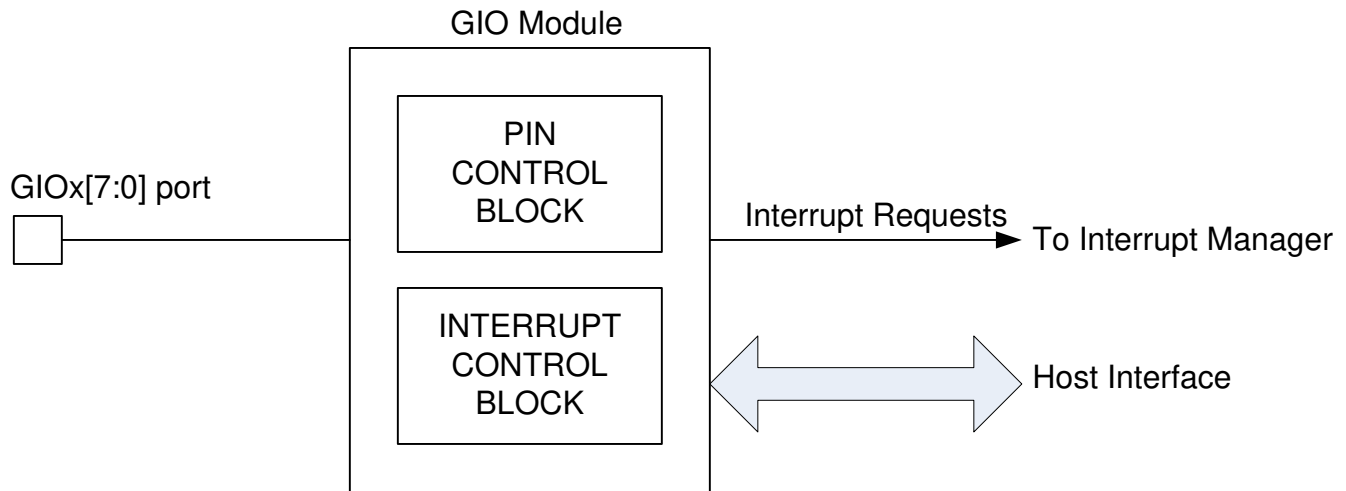 GIO Module
PIN
CONTROL
BLOCK
GIOx[7:0] port
Interrupt Requests
To Interrupt Manager
INTERRUPT
CONTROL
BLOCK
Host Interface